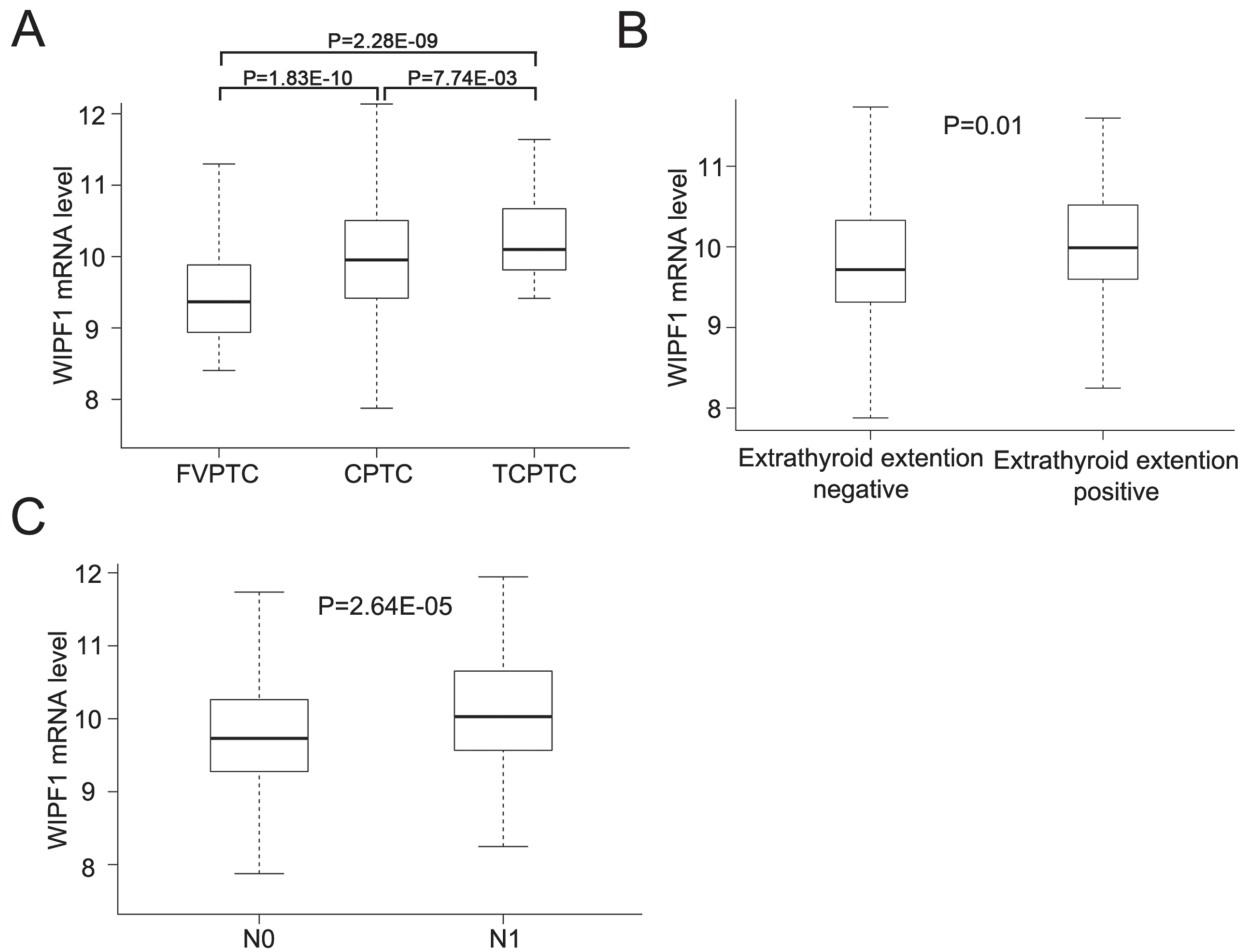 A
P=2.28E-09
P=1.83E-10 P=7.74E-03
WIPF1 mRNA level
12
11
10
9
8
FVPTC CPTC TCPTC
B
P=0.01
WIPF1 mRNA level
11
10
9
8
Extrathyroid extention
negative
Extrathyroid extention
positive
C
P=2.64E-05
WIPF1 mRNA level
12
11
10
9
8
N0 N1